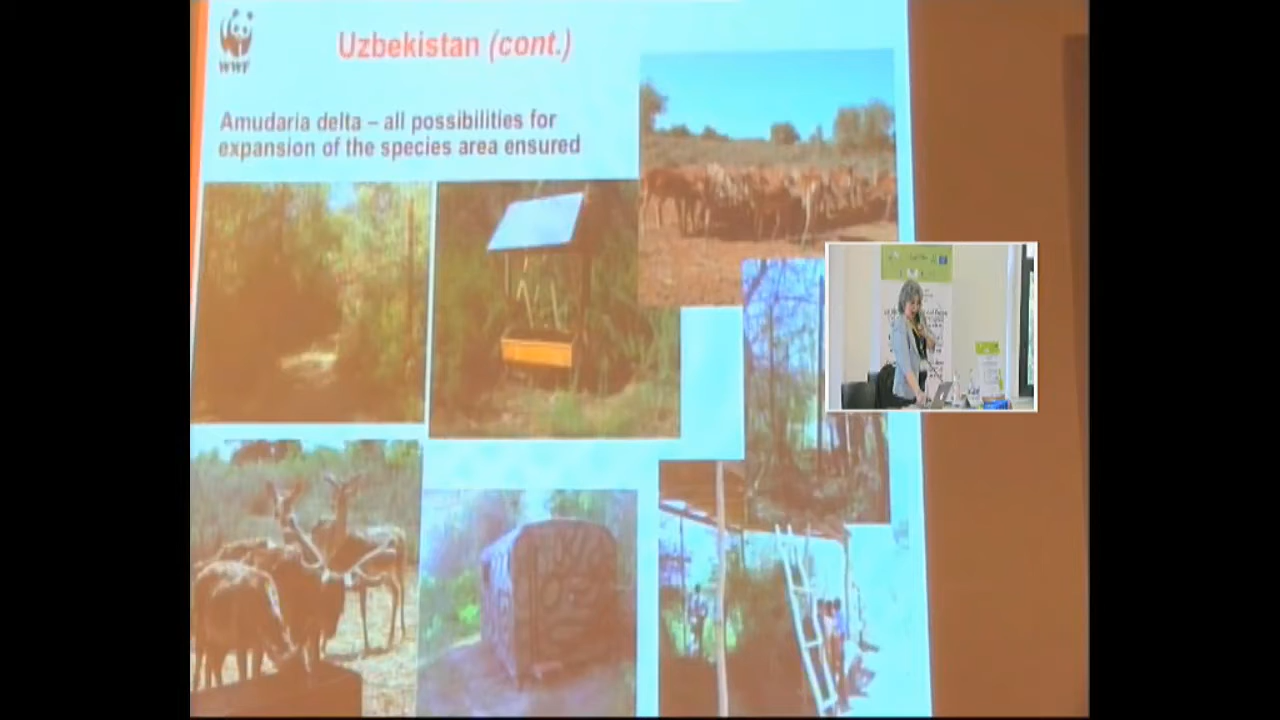 WWF
Uzbekistan (cont.)
Amudaria delta – all possibilities for
expansion of the species area ensured